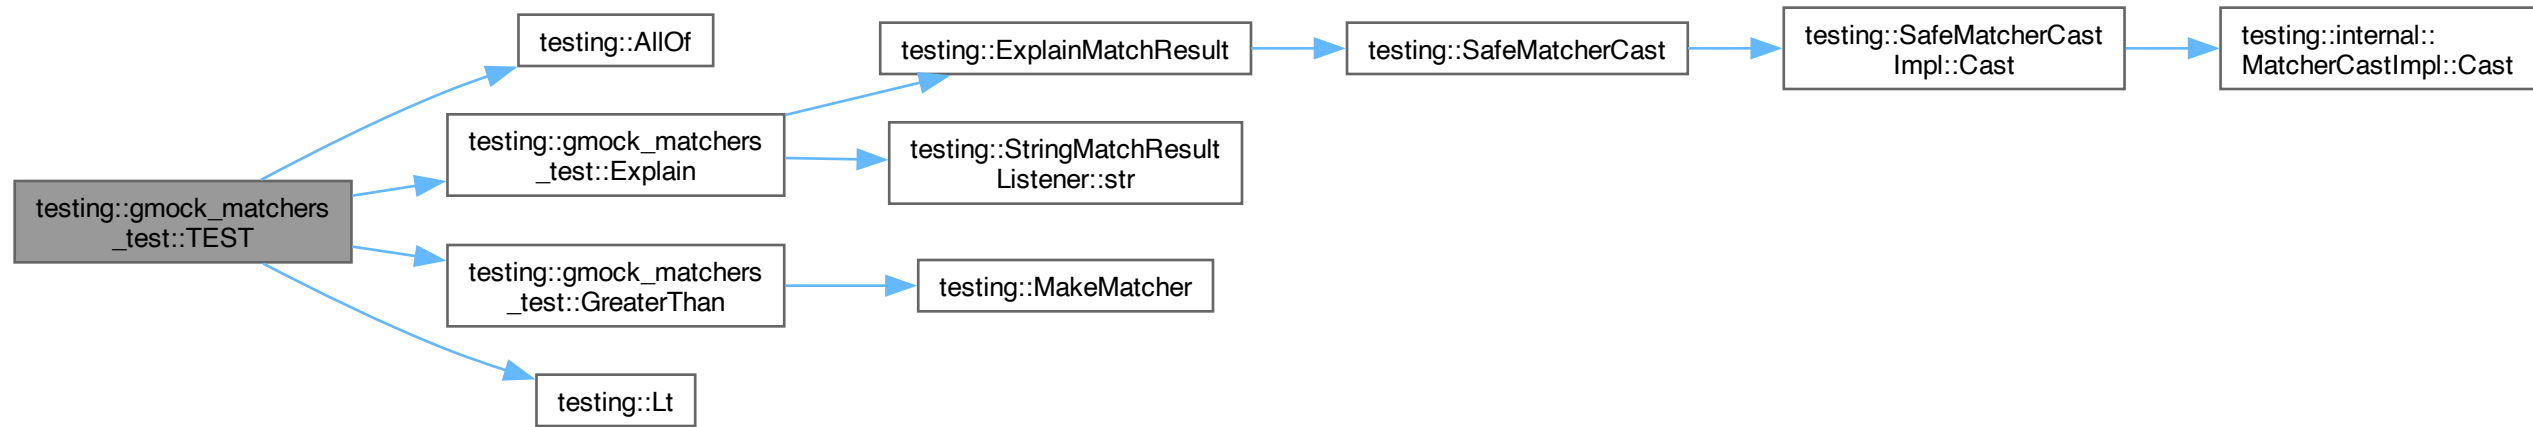 testing::gmock_matchers
_test::TEST
testing::AllOf
testing::gmock_matchers
_test::Explain
testing::gmock_matchers
_test::GreaterThan
testing::Lt
testing::ExplainMatchResult
testing::StringMatchResult
Listener::str
testing::MakeMatcher
testing::SafeMatcherCast
testing::SafeMatcherCast
Impl::Cast
testing::internal::
MatcherCastImpl::Cast